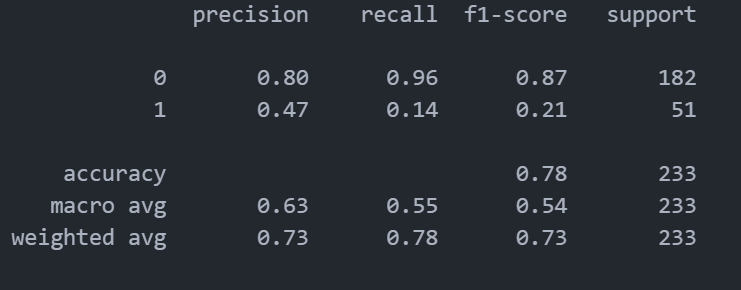 precision recall f1-score support
0 0.80 0.96 0.87 182
1 0.47 0.14 0.21 51
accuracy 0.78 233
macro avg 0.63 0.55 0.54 233
weighted avg 0.73 0.78 0.73 233